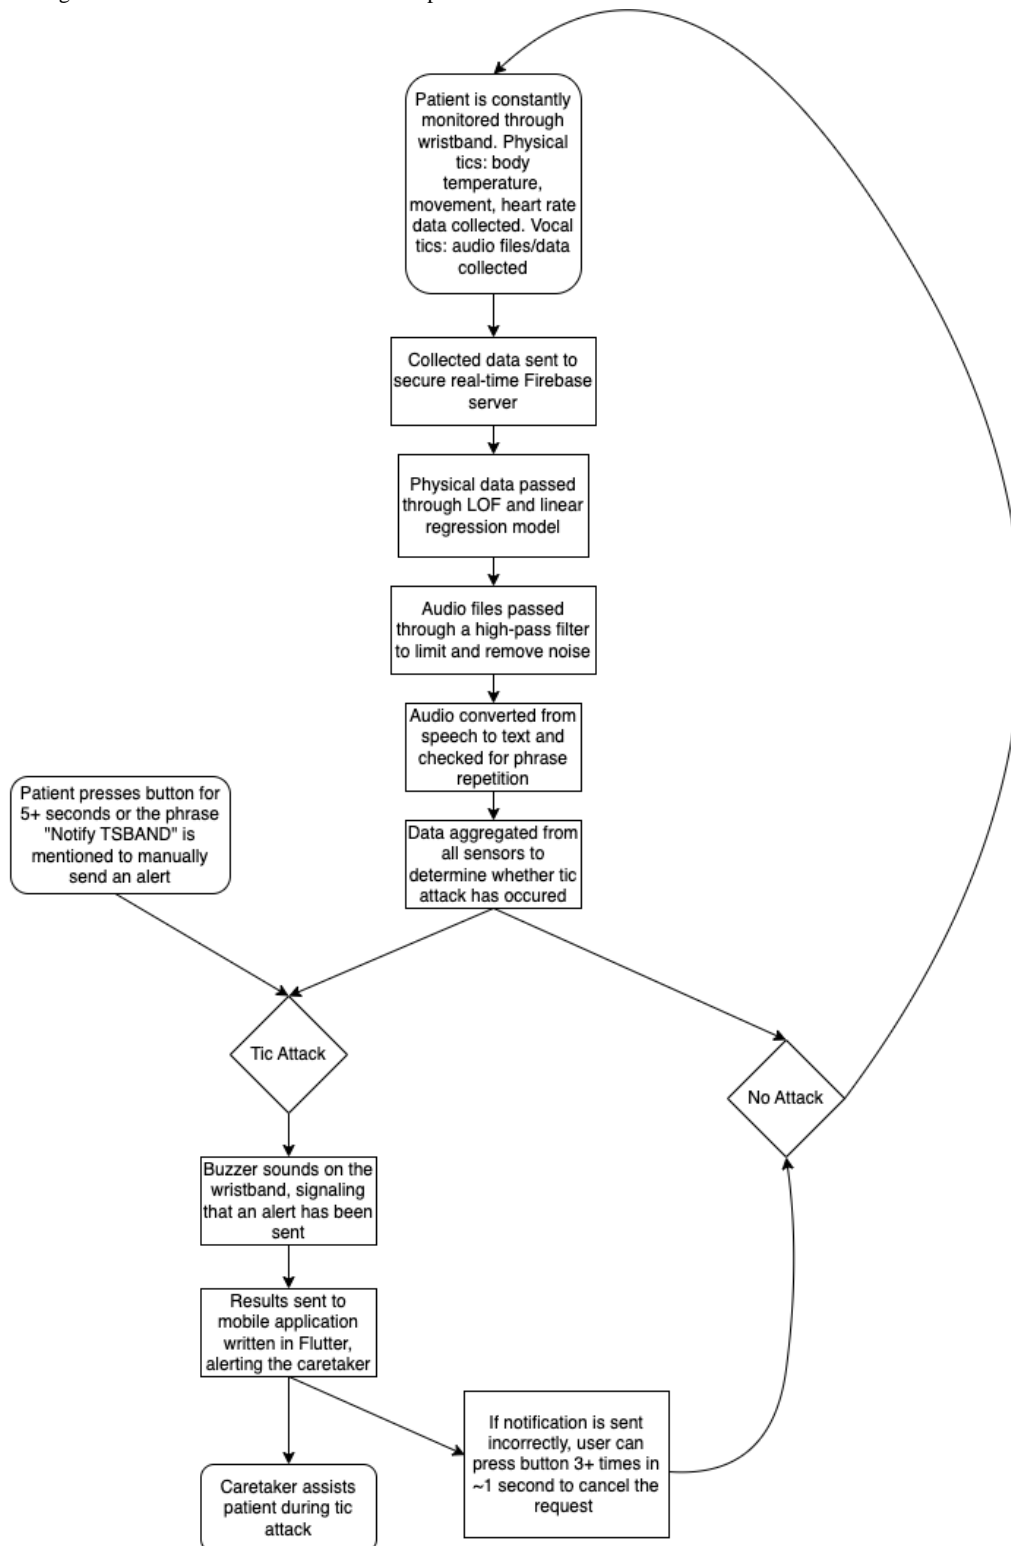 Patient is constantly
monitored through
wristband. Physical
tics: body
temperature,
movement, heart rate
data collected. Vocal
tics: audio files/data
collected
Collected data sent to
secure real-time Firebase
server
Physical data passed
through LOF and linear
regression model
Audio files passed
through a high-pass filter
to limit and remove noise
Audio converted from
speech to text and
checked for phrase
repetition
Patient presses button for
5+ seconds or the phrase
"Notify TSBAND" is
mentioned to manually
send an alert
Data aggregated from
all sensors to
determine whether tic
attack has occured
Tic Attack
No Attack
Buzzer sounds on the
wristband, signaling
that an alert has been
sent
Results sent to
mobile application
written in Flutter,
alerting the caretaker
If notification is sent
incorrectly, user can
press button 3+ times in
~1 second to cancel the
request
Caretaker assists
patient during tic
attack